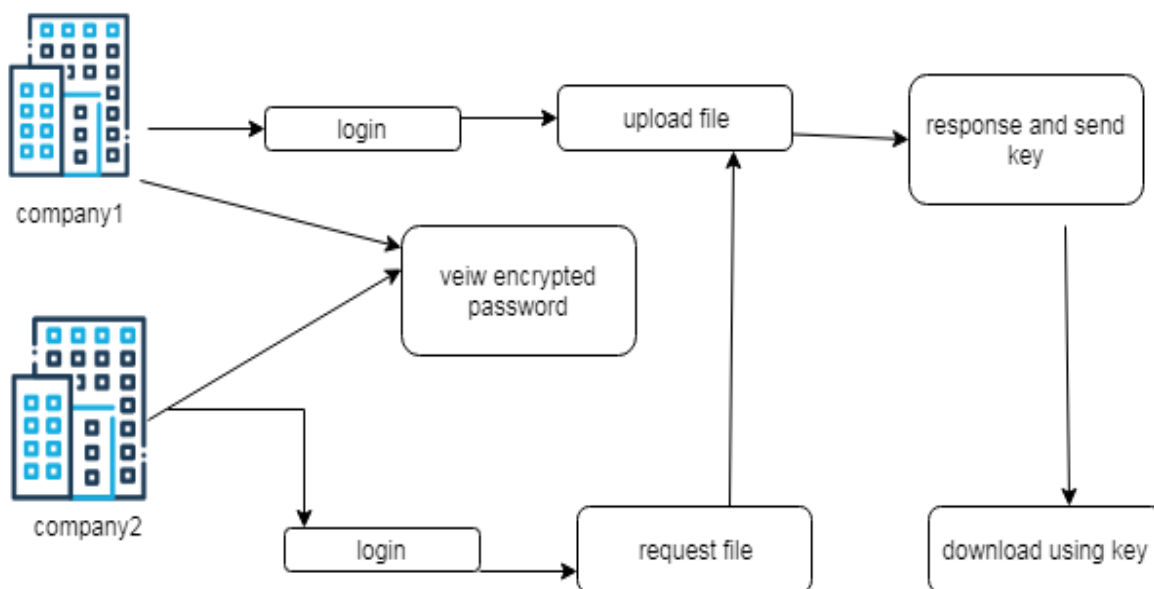 login
upload file
response and send
key
company1
veiw encrypted
password
company2
login
request file
download using key